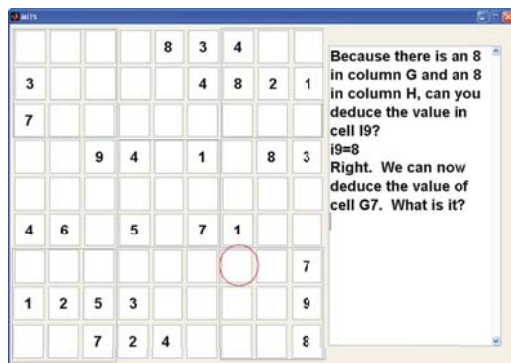 MITS
8 3 4
3 4 8 2 1
7
9 4 1 8 3
4 6 5 7 1
7
1 2 5 3 9
7 2 4 8
Because there is an 8
in column G and an 8
in column H, can you
deduce the value in
cell I9?
i9=8
Right. We can now
deduce the value of
cell G7. What is it?